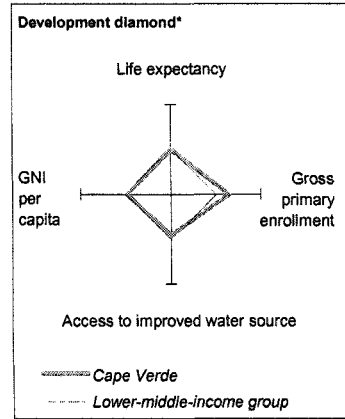 Development diamond*
Life expectancy
GNI
per
capita
Gross
primary
enrollment
Access to improved water source
Cape Verde
Lower-middle-income group